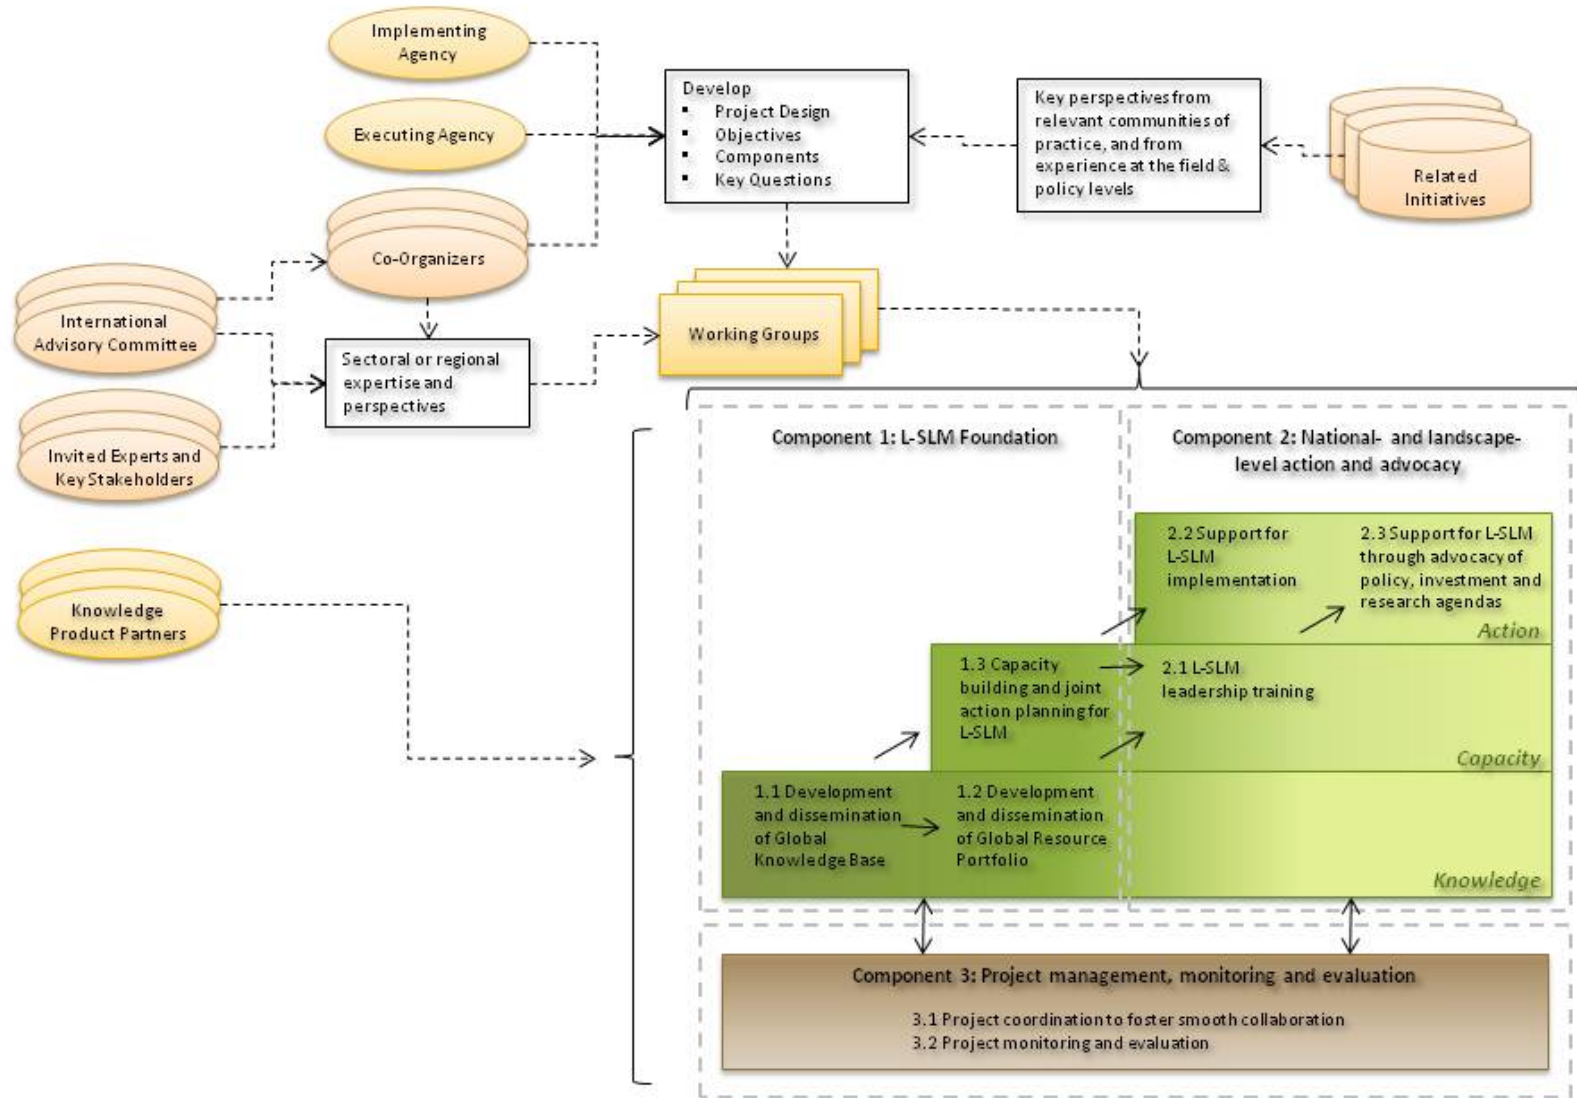 Implementing
Agency
Executing Agency
Co-Organizers
International
Advisory Committee
Invited Experts and
Key Stakeholders
Knowledge
Product Partners
Sectoral or regional
expertise and
perspectives
Develop
▪ Project Design
▪ Objectives
▪ Components
▪ Key Questions
Key perspectives from
relevant communities of
practice, and from
experience at the field &
policy levels
Related
Initiatives
Working Groups
Component 1: L-SLM Foundation
Component 2: National- and landscape-
level action and advocacy
2.2 Support for
L-SLM
implementation
2.3 Support for L-SLM
through advocacy of
policy, investment and
research agendas
Action
1.3 Capacity
building and joint
action planning for
L-SLM
2.1 L-SLM
leadership training
Capacity
1.1 Development
and dissemination
of Global
Knowledge Base
1.2 Development
and dissemination
of Global Resource
Portfolio
Knowledge
Component 3: Project management, monitoring and evaluation
3.1 Project coordination to foster smooth collaboration
3.2 Project monitoring and evaluation